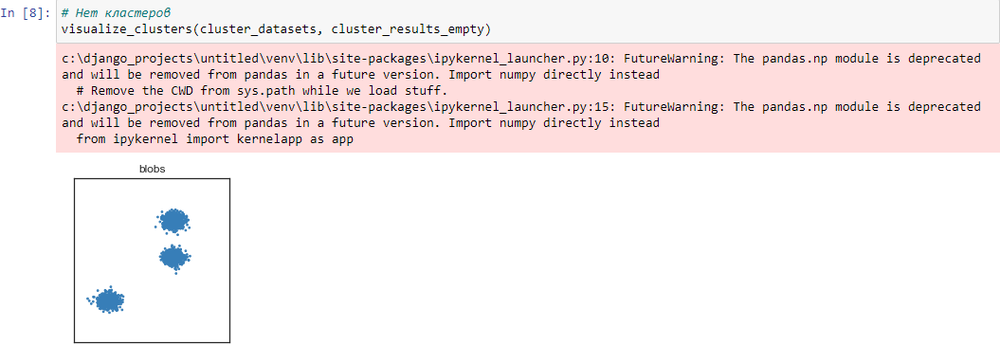 In [8]:
# Нет кластеров
visualize_clusters(cluster_datasets, cluster_results_empty)
c:\django_projects\untitled\venv\lib\site-packages\ipykernel_launcher.py:10: FutureWarning: The pandas.np module is deprecated
and will be removed from pandas in a future version. Import numpy directly instead
# Remove the CWD from sys.path while we load stuff.
c:\django_projects\untitled\venv\lib\site-packages\ipykernel_launcher.py:15: FutureWarning: The pandas.np module is deprecated
and will be removed from pandas in a future version. Import numpy directly instead
from ipykernel import kernelapp as app
blobs